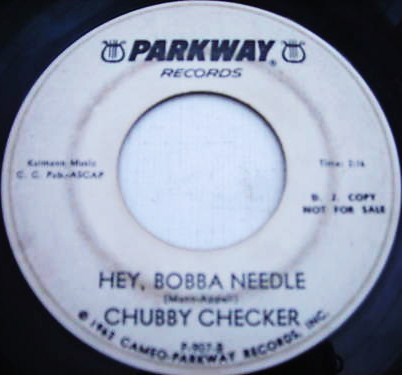 PARKWAY®
RECORDS
Kalmann Music
C. C. Pub.-ASCAP
Time: 2:16
D. J. COPY
NOT FOR SALE
HEY, BOBBA NEEDLE
(Mann-Appell)
CHUBBY CHECKER
P-907-B
CAMEO-PARKWAY RECORDS, INC.